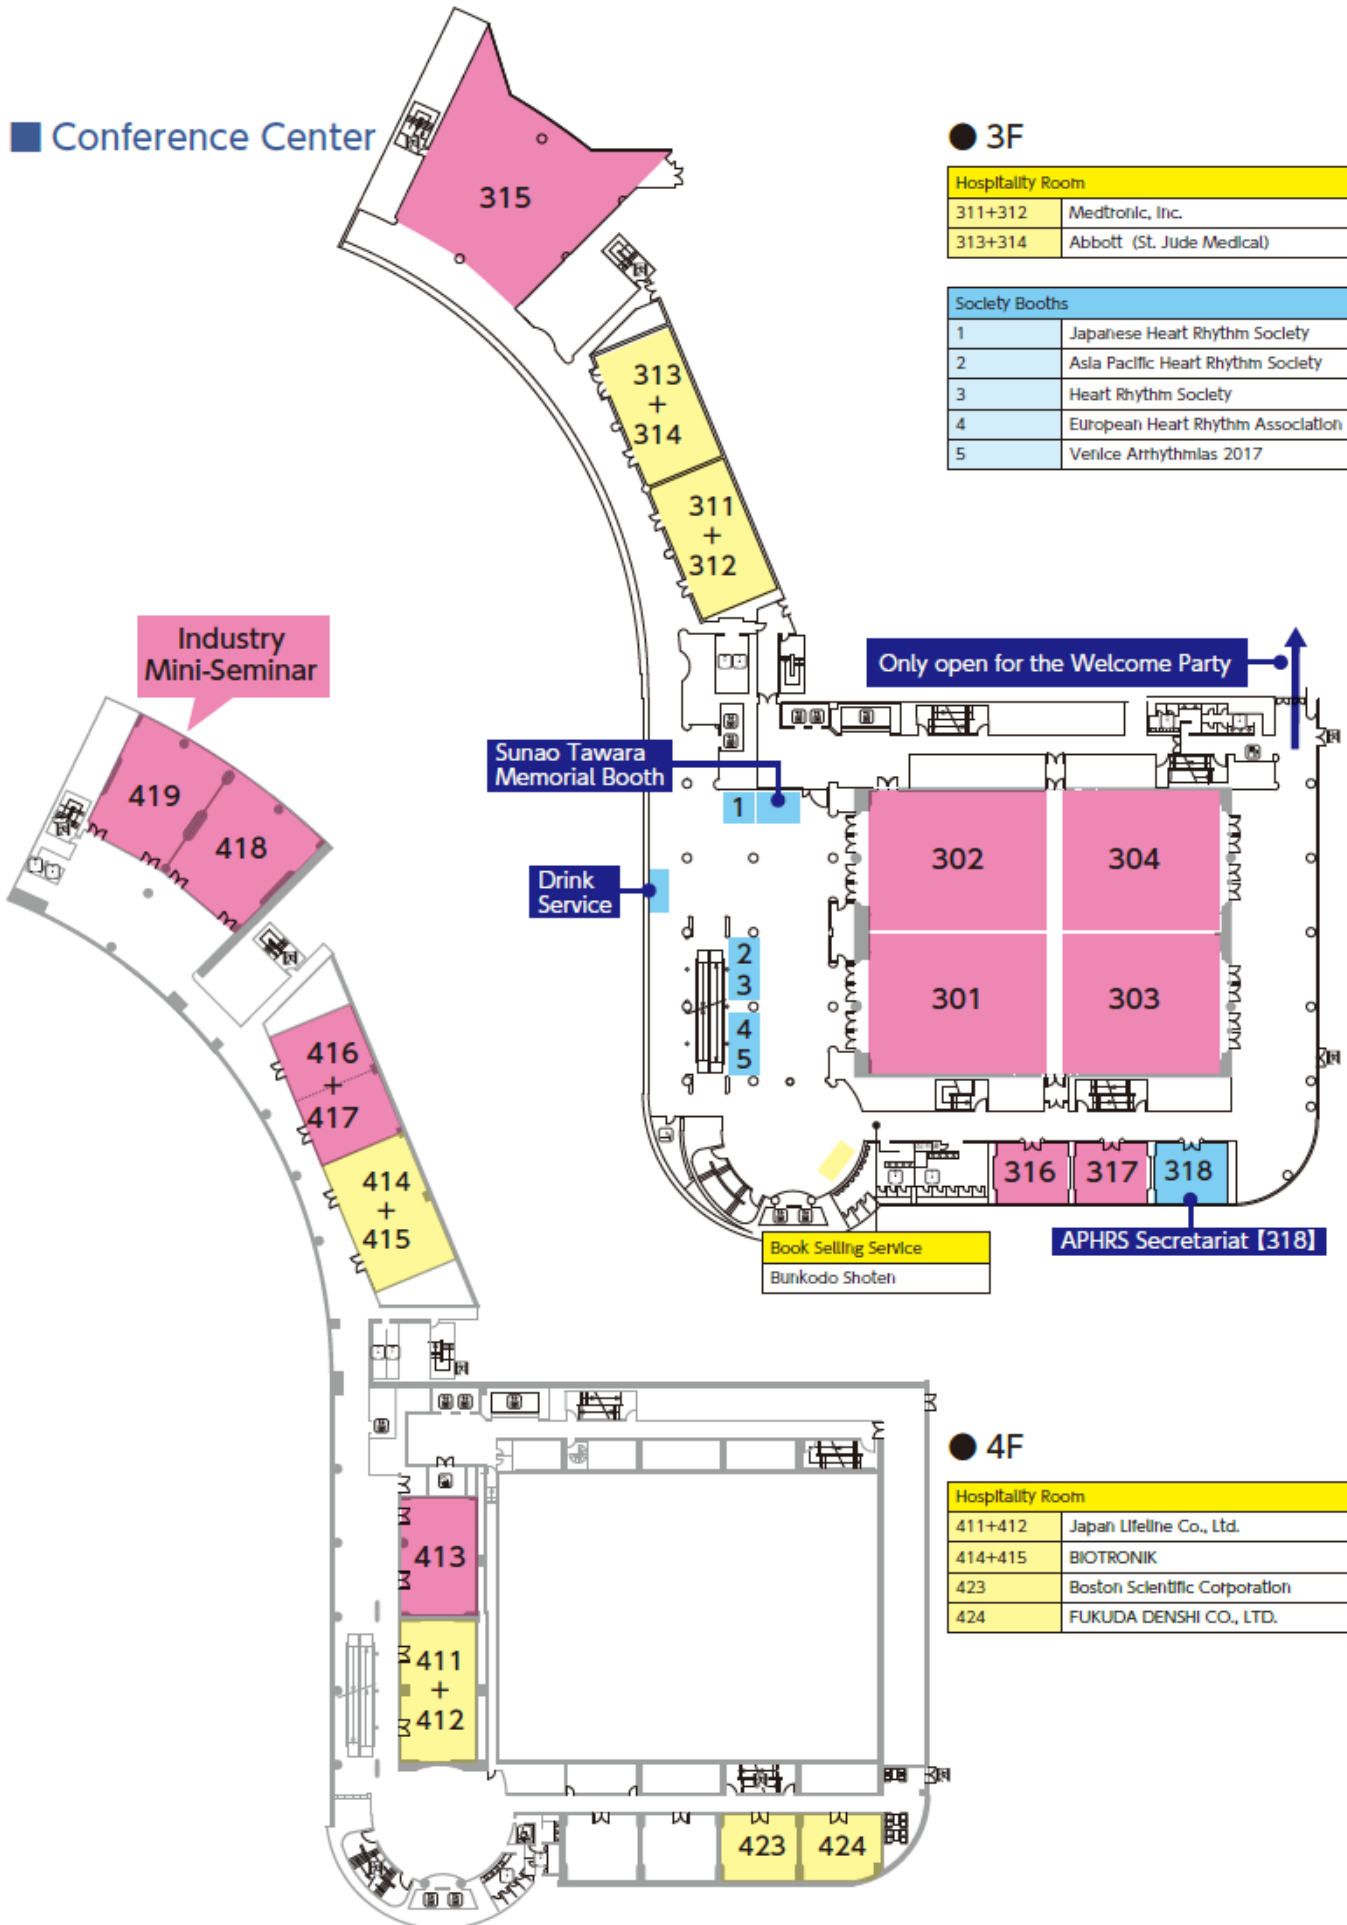 Conference Center
315
3F
Hospitality Room
311+312 Medtronic, Inc.
313+314 Abbott (St. Jude Medical)
Society Booths
1 Japanese Heart Rhythm Society
2 Asia Pacific Heart Rhythm Society
3 Heart Rhythm Society
4 European Heart Rhythm Association
5 Venice Arrhythmias 2017
313
+
314
311
+
312
Only open for the Welcome Party
Sunao Tawara
Memorial Booth
1
Drink
Service
2
3
4
5
302
304
301
303
316
317
318
APHRS Secretariat【318】
Book Selling Service
Bunkodo Shoten
Industry
Mini-Seminar
419
418
416
+
417
414
+
415
413
411
+
412
423
424
4F
Hospitality Room
411+412 Japan Lifeline Co., Ltd.
414+415 BIOTRONIK
423 Boston Scientific Corporation
424 FUKUDA DENSHI CO., LTD.